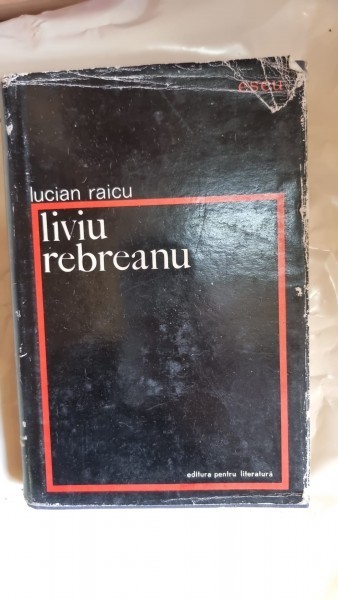 eseu
lucian raicu
liviu
rebreanu
editura pentru literatură